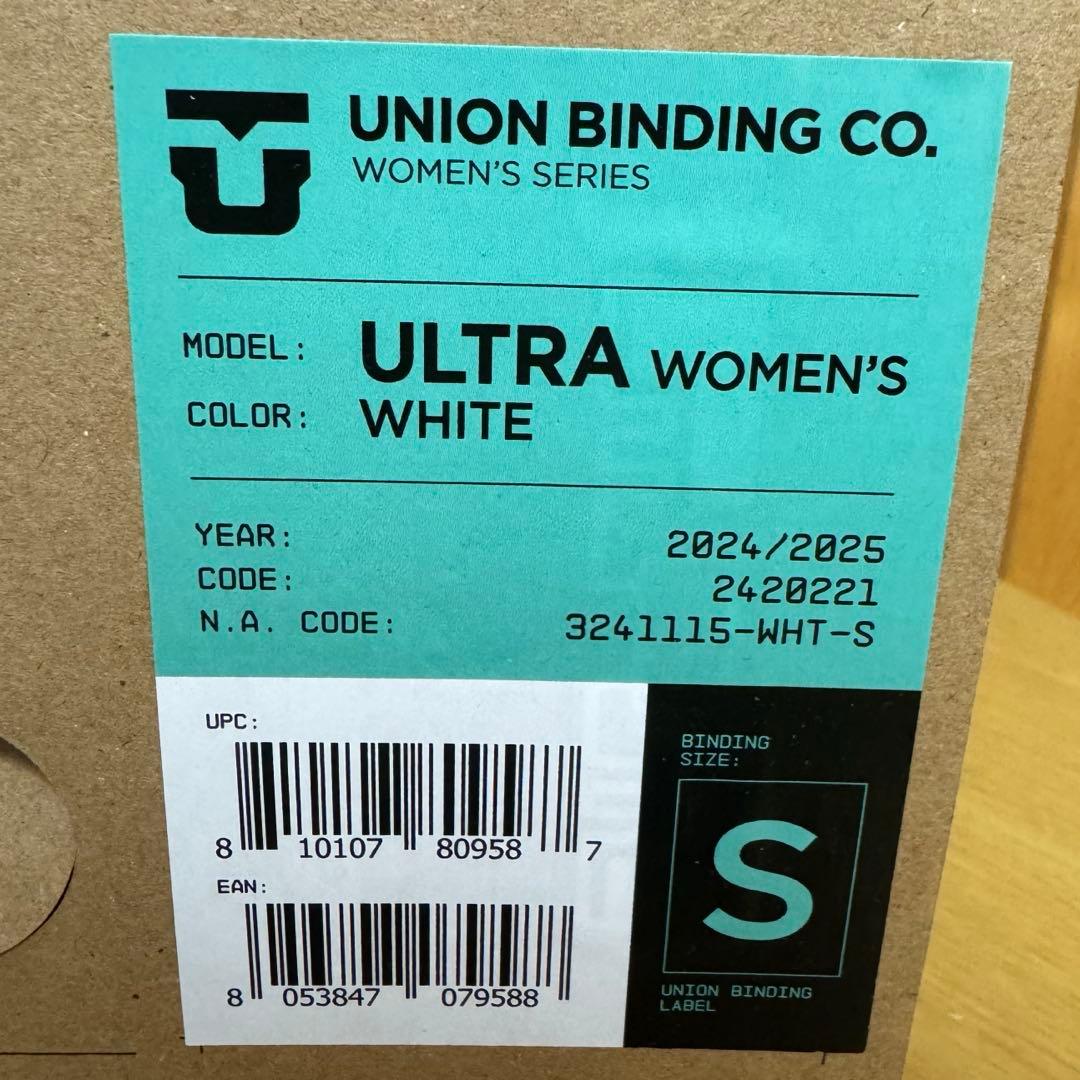 UNION BINDING CO.
WOMEN'S SERIES
MODEL: ULTRA WOMEN'S
COLOR: WHITE
YEAR: 2024/2025
CODE: 2420221
N.A. CODE: 3241115-WHT-S
UPC:
8 10107 80958 7
EAN:
8 053847 079588
BINDING
SIZE:
S
UNION BINDING
LABEL